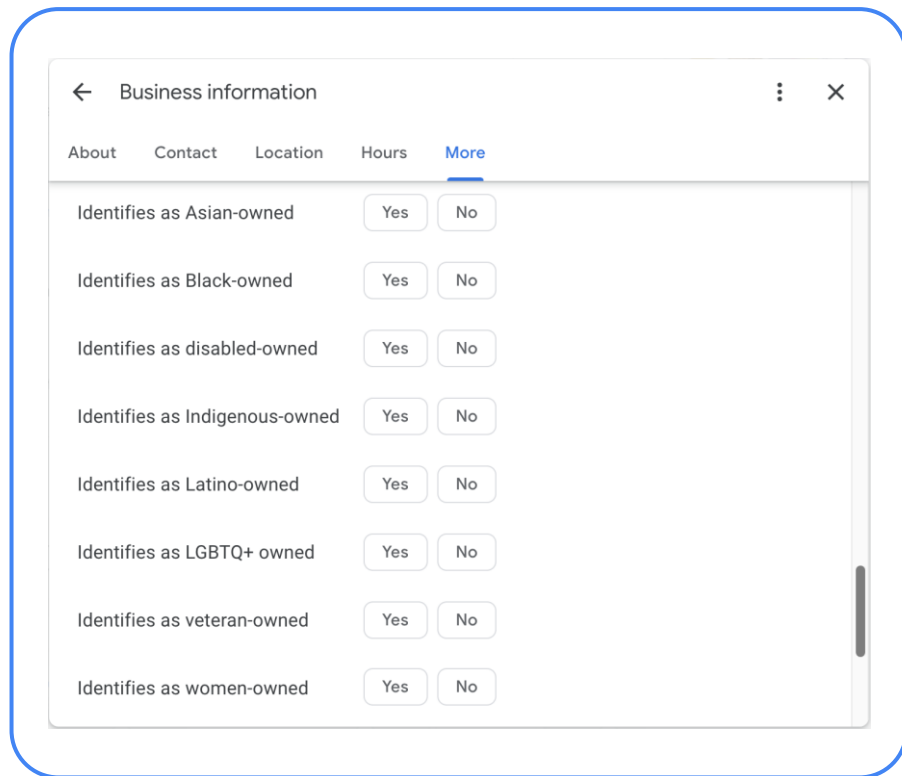 Business information
About Contact Location Hours More
Identifies as Asian-owned Yes No
Identifies as Black-owned Yes No
Identifies as disabled-owned Yes No
Identifies as Indigenous-owned Yes No
Identifies as Latino-owned Yes No
Identifies as LGBTQ+ owned Yes No
Identifies as veteran-owned Yes No
Identifies as women-owned Yes No